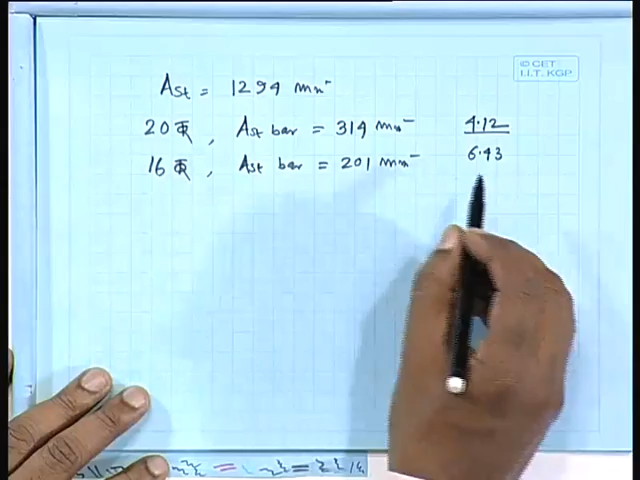 © CET
I.I.T. KGP
Ast = 1294 mm²
20 Φ, Ast bar = 314 mm² 4.12
16 Φ, Ast bar = 201 mm² 6.43